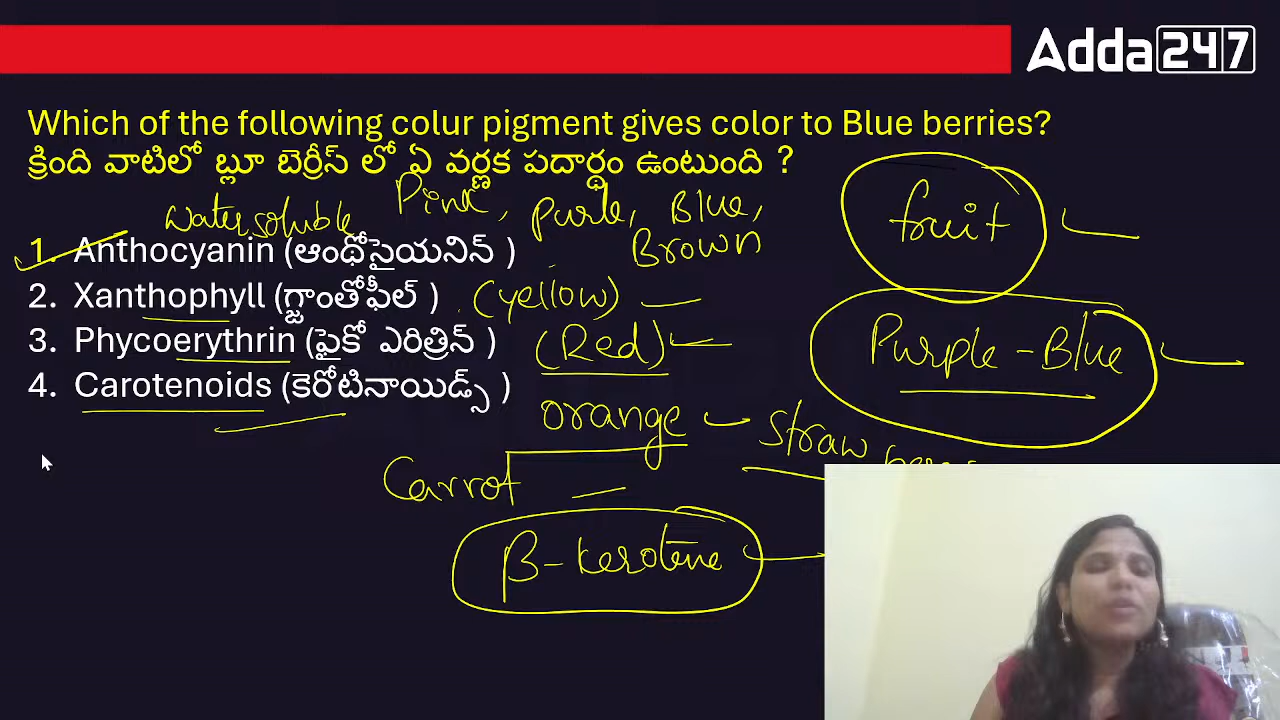 Adda247
Which of the following colur pigment gives color to Blue berries?
క్రింది వాటిలో బ్లూ బెర్రీస్ లో ఏ వర్ణక పదార్థం ఉంటుంది ?
fruit
water soluble Pink, purle, Blue,
Brown
1. Anthocyanin (ఆంథోసైయనిన్ )
2. Xanthophyll (గ్జాంతోఫీల్ ) (yellow)
3. Phycoerythrin (ఫైకో ఎరిత్రిన్ ) (Red)
Purple - Blue
4. Carotenoids (కెరోటినాయిడ్స్ )
orange straw
Carrot
β-kerotene